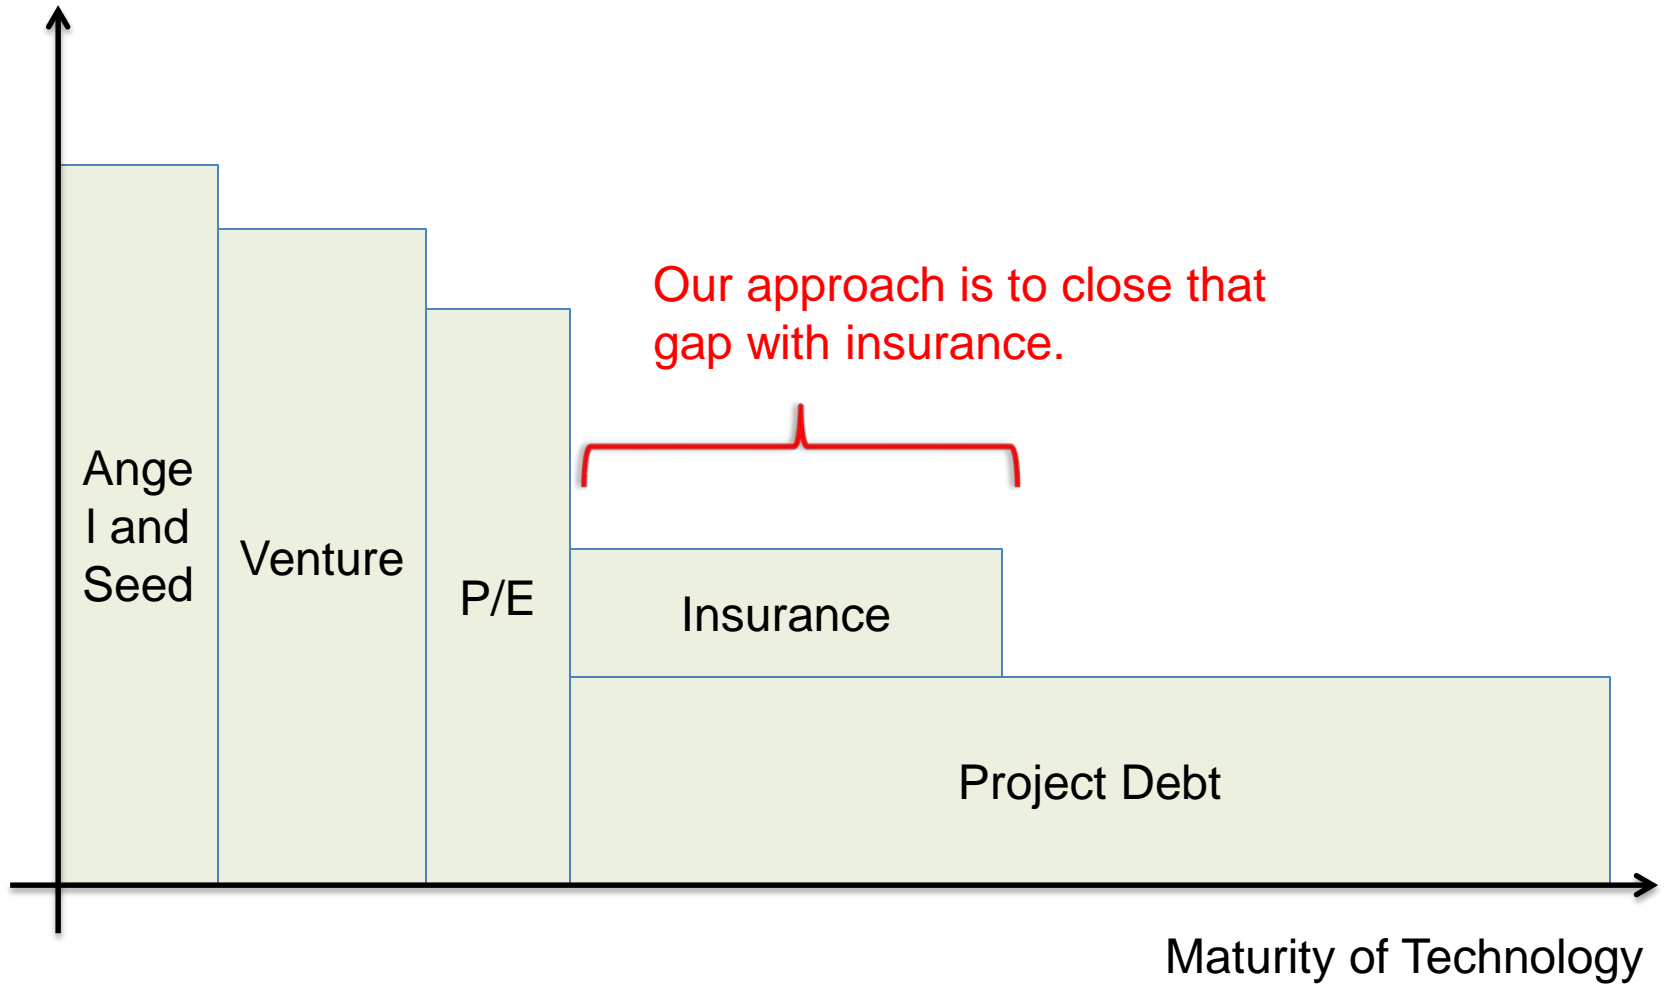 Our approach is to close that
gap with insurance.
Ange
l and
Seed
Venture
P/E
Insurance
Project Debt
Maturity of Technology